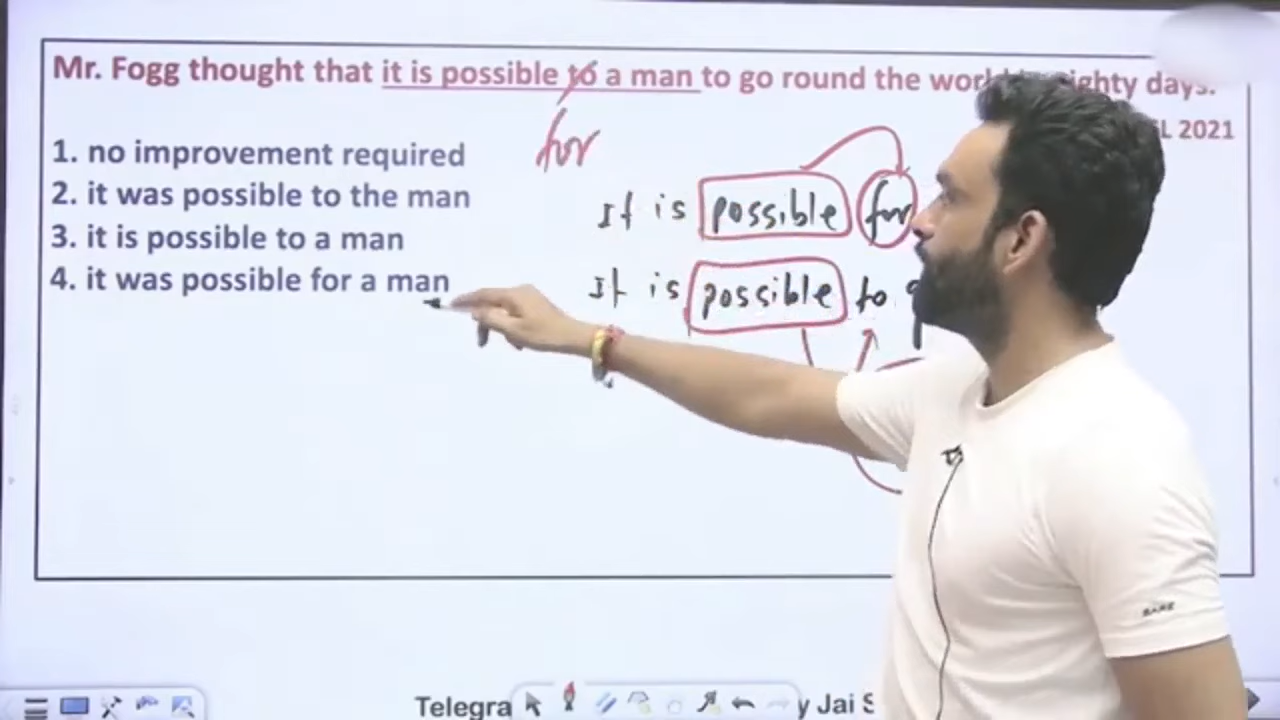 Mr. Fogg thought that it is possible to a man to go round the world eighty days.
for
L 2021
1. no improvement required
2. it was possible to the man
3. it is possible to a man
4. it was possible for a man
It is possible for
It is possible to
Telegra
y Jai S